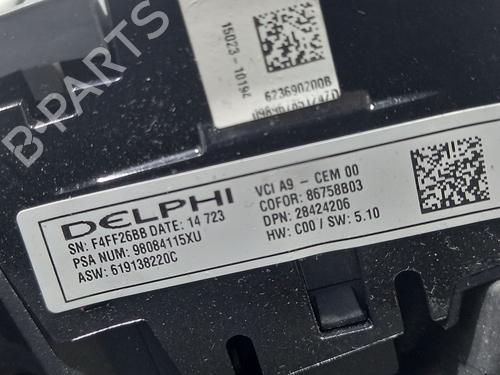 B-PARTS
15023-10194
623690200B
DELPHI
SN: F4FF26BB DATE: 14 723
PSA NUM: 98084115XU
ASW: 619138220C
VCI A9 - CEM 00
COFOR: 86758B03
DPN: 28424206
HW: C00 / SW: 5.10